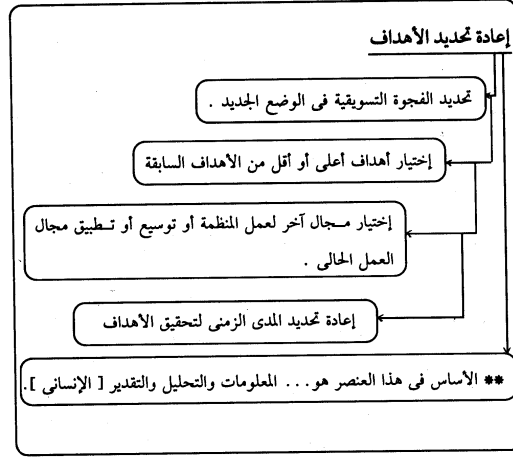 إعادة تحديد الأهداف
تحديد الفجوة التسويقية فى الوضع الجديد .
إختيار أهداف أعلى أو أقل من الأهداف السابقة
إختيار مـجال آخر لعمل المنظمة أو توسيع أو تـطبيق مجال
العمل الحالى .
إعادة تحديد المدى الزمنى لتحقيق الأهداف
** الأساس فى هذا العنصر هو... المعلومات والتحليل والتقدير [ الإنسانى ].